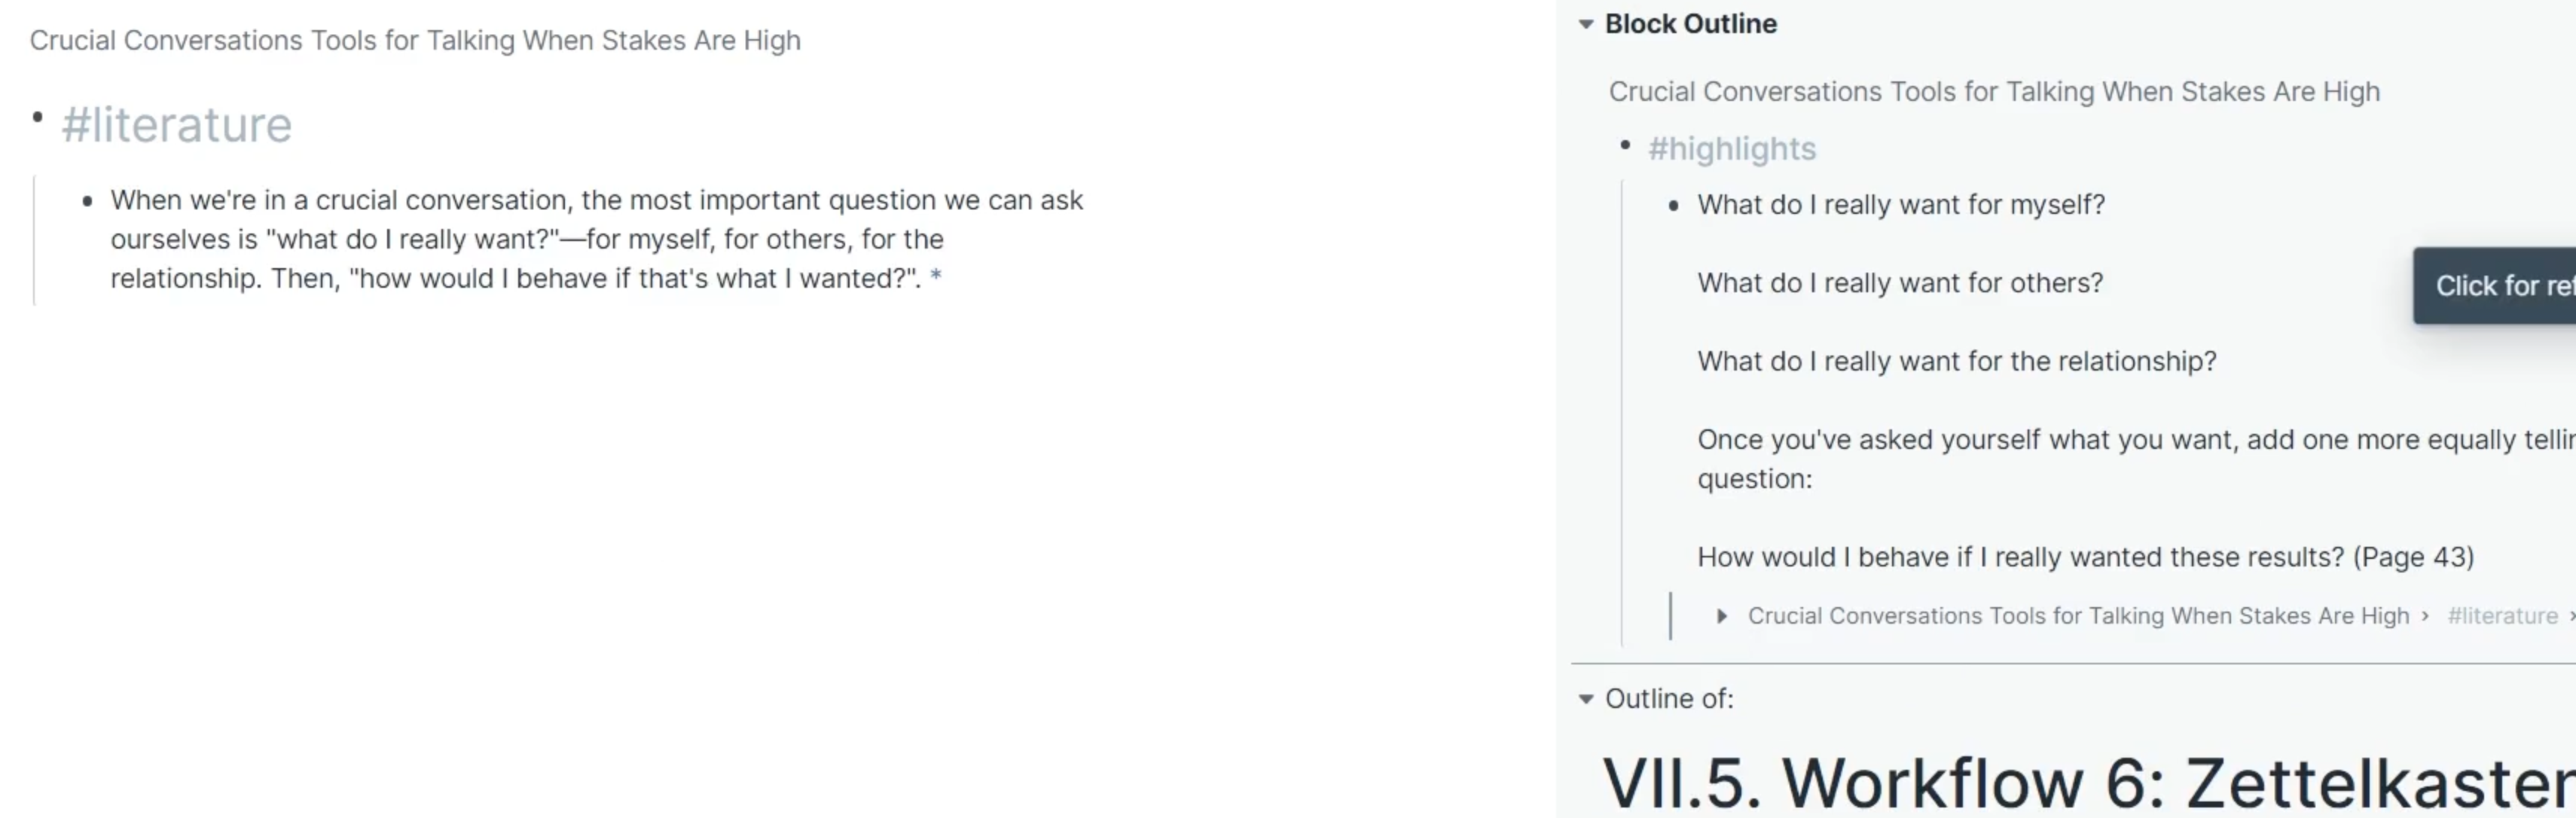 Crucial Conversations Tools for Talking When Stakes Are High
#literature
When we're in a crucial conversation, the most important question we can ask
ourselves is "what do I really want?"—for myself, for others, for the
relationship. Then, "how would I behave if that's what I wanted?". *
Block Outline
Crucial Conversations Tools for Talking When Stakes Are High
#highlights
What do I really want for myself?
What do I really want for others?
Click for
What do I really want for the relationship?
Once you've asked yourself what you want, add one more equally
question:
How would I behave if I really wanted these results? (Page 43)
Crucial Conversations Tools for Talking When Stakes Are High › #literature ›
Outline of:
VII.5. Workflow 6: Zettelkasten